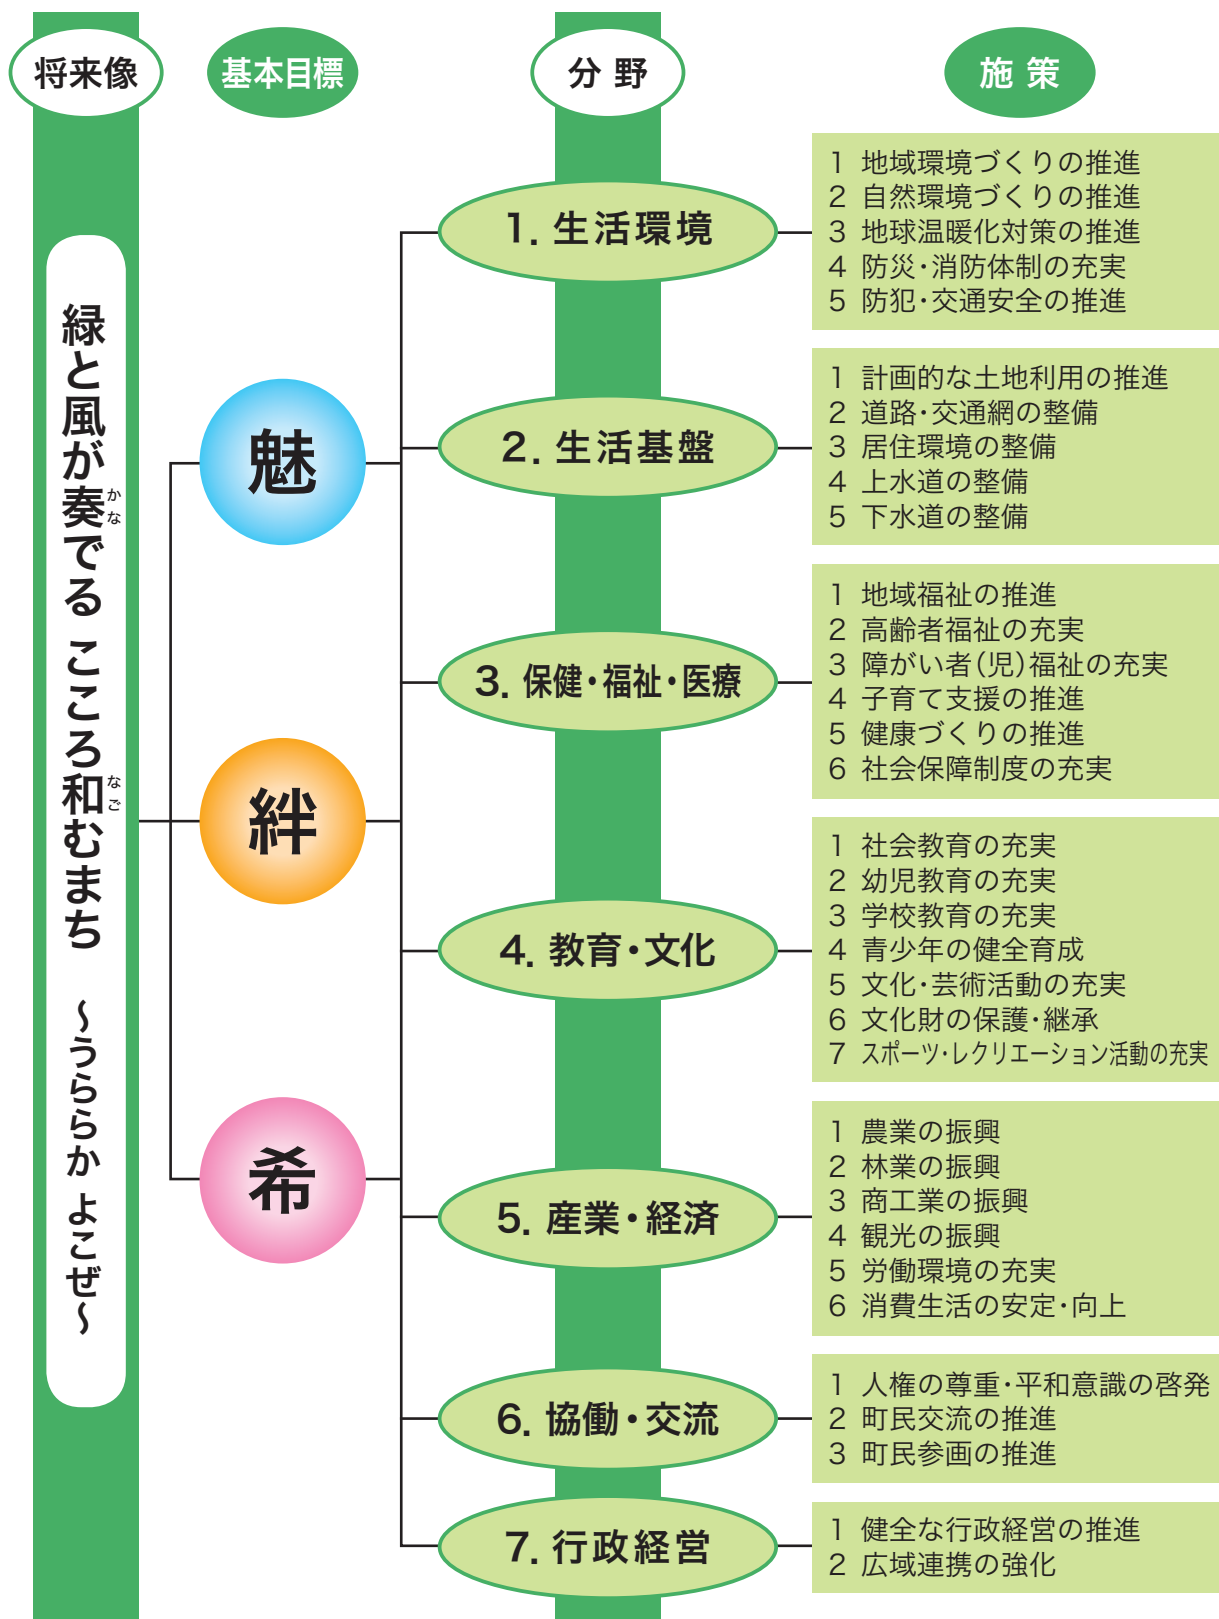 将来像
基本目標
分野
施策
緑と風が奏でる こころ和むまち ～うららか よこぜ～
かな
なご
魅
絆
希
1. 生活環境
1 地域環境づくりの推進
2 自然環境づくりの推進
3 地球温暖化対策の推進
4 防災・消防体制の充実
5 防犯・交通安全の推進
2. 生活基盤
1 計画的な土地利用の推進
2 道路・交通網の整備
3 居住環境の整備
4 上水道の整備
5 下水道の整備
3. 保健・福祉・医療
1 地域福祉の推進
2 高齢者福祉の充実
3 障がい者(児)福祉の充実
4 子育て支援の推進
5 健康づくりの推進
6 社会保障制度の充実
4. 教育・文化
1 社会教育の充実
2 幼児教育の充実
3 学校教育の充実
4 青少年の健全育成
5 文化・芸術活動の充実
6 文化財の保護・継承
7 スポーツ・レクリエーション活動の充実
5. 産業・経済
1 農業の振興
2 林業の振興
3 商工業の振興
4 観光の振興
5 労働環境の充実
6 消費生活の安定・向上
6. 協働・交流
1 人権の尊重・平和意識の啓発
2 町民交流の推進
3 町民参画の推進
7. 行政経営
1 健全な行政経営の推進
2 広域連携の強化